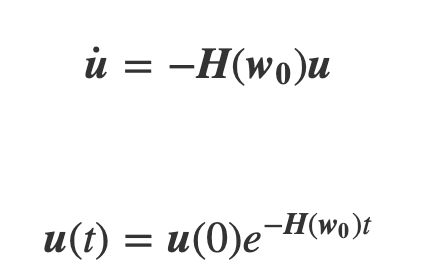 u̇ = −H(w₀)u
u(t) = u(0)e^{−H(w₀)t}